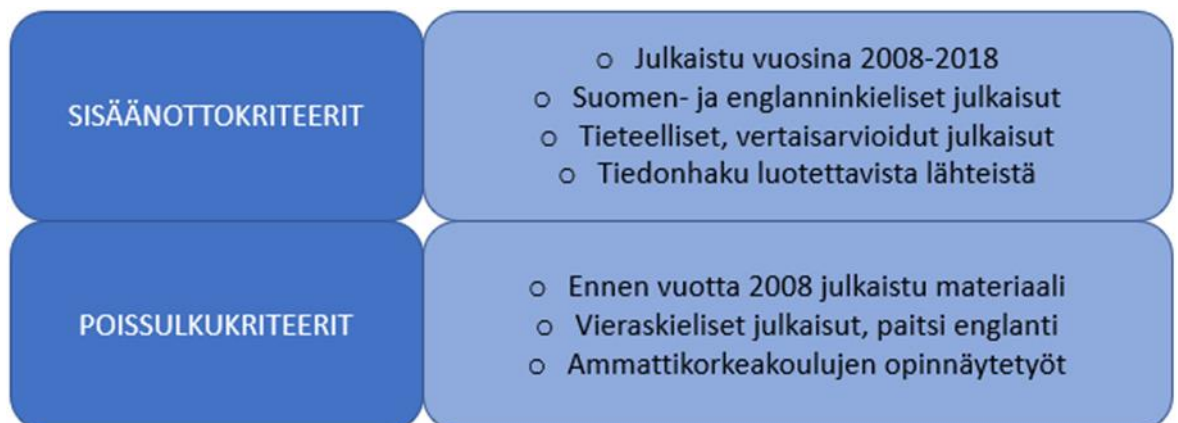 SISÄÄNOTTOKRITEERIT
o Julkaistu vuosina 2008-2018
o Suomen- ja englanninkieliset julkaisut
o Tieteelliset, vertaisarvioidut julkaisut
o Tiedonhaku luotettavista lähteistä
POISSULKUKRITEERIT
o Ennen vuotta 2008 julkaistu materiaali
o Vieraskieliset julkaisut, paitsi englanti
o Ammattikorkeakoulujen opinnäytetyöt